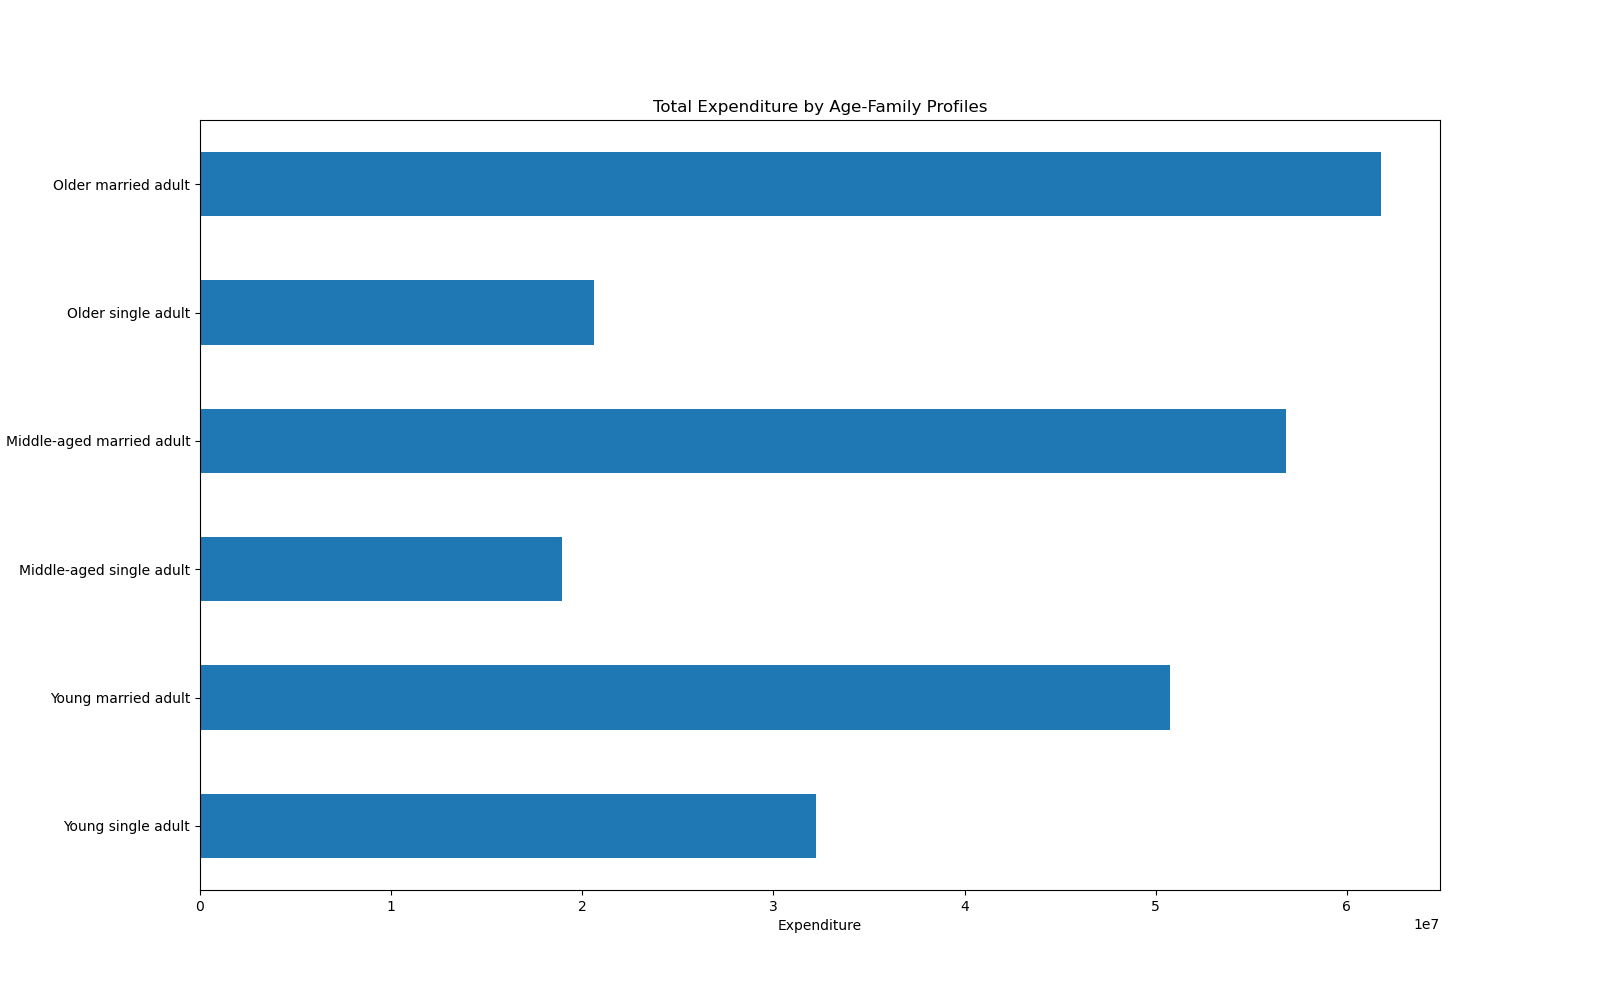 Total Expenditure by Age-Family Profiles
Older married adult
Older single adult
Middle-aged married adult
Middle-aged single adult
Young married adult
Young single adult
0 1 2 3 4 5 6
Expenditure 1e7